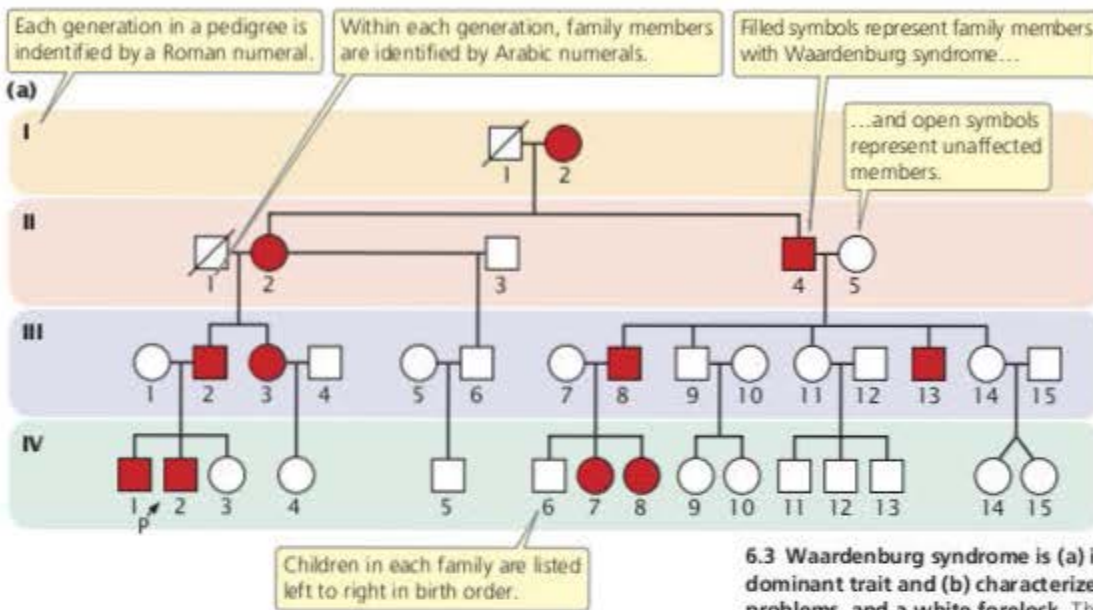 Each generation in a pedigree is
indentified by a Roman numeral.
Within each generation, family members
are identified by Arabic numerals.
Filled symbols represent family members
with Waardenburg syndrome…
(a)
…and open symbols
represent unaffected
members.
I
1 2
II
1 2 3 4 5
III
1 2 3 4 5 6 7 8 9 10 11 12 13 14 15
IV
1 2 3 4 5 6 7 8 9 10 11 12 13 14 15
P
Children in each family are listed
left to right in birth order.
6.3 Waardenburg syndrome is (a)
dominant trait and (b)
problems, and a white forelock.